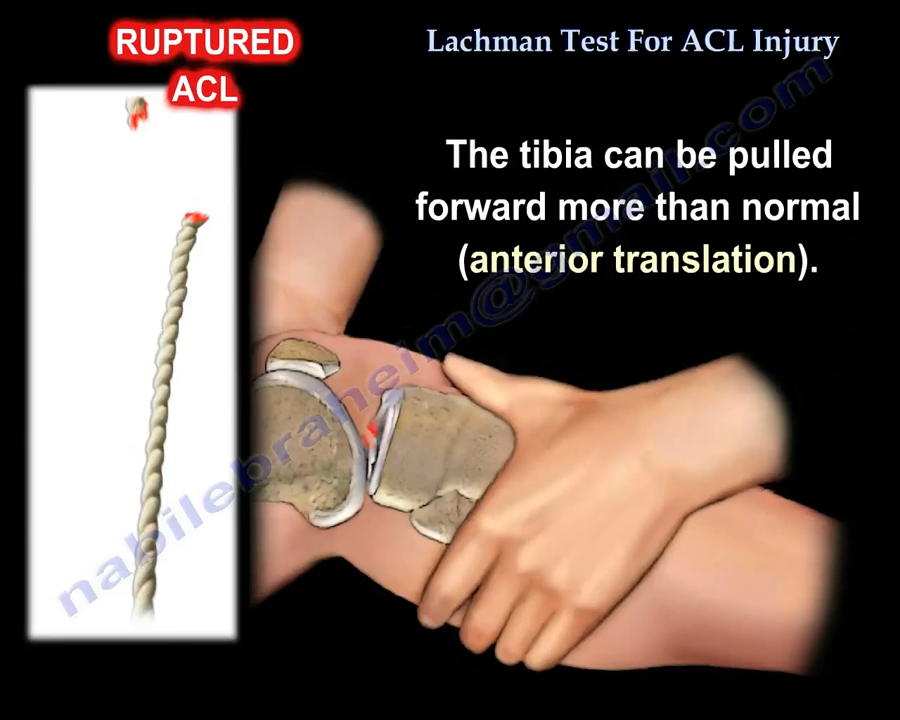 RUPTURED
ACL
Lachman Test For ACL Injury
The tibia can be pulled
forward more than normal
(anterior translation).
nabilebraheim@gmail.com